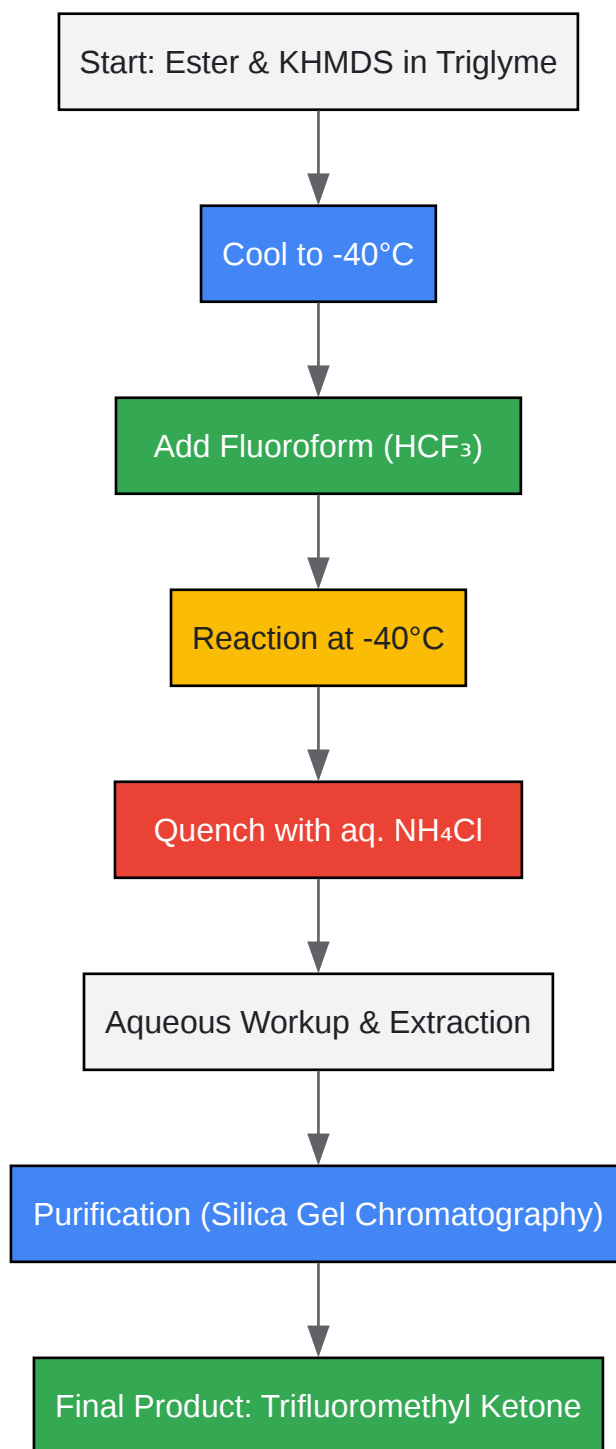 Start: Ester & KHMDS in Triglyme
Cool to -40°C
Add Fluoroform (HCF₃)
Reaction at -40°C
Quench with aq. NH₄Cl
Aqueous Workup & Extraction
Purification (Silica Gel Chromatography)
Final Product: Trifluoromethyl Ketone